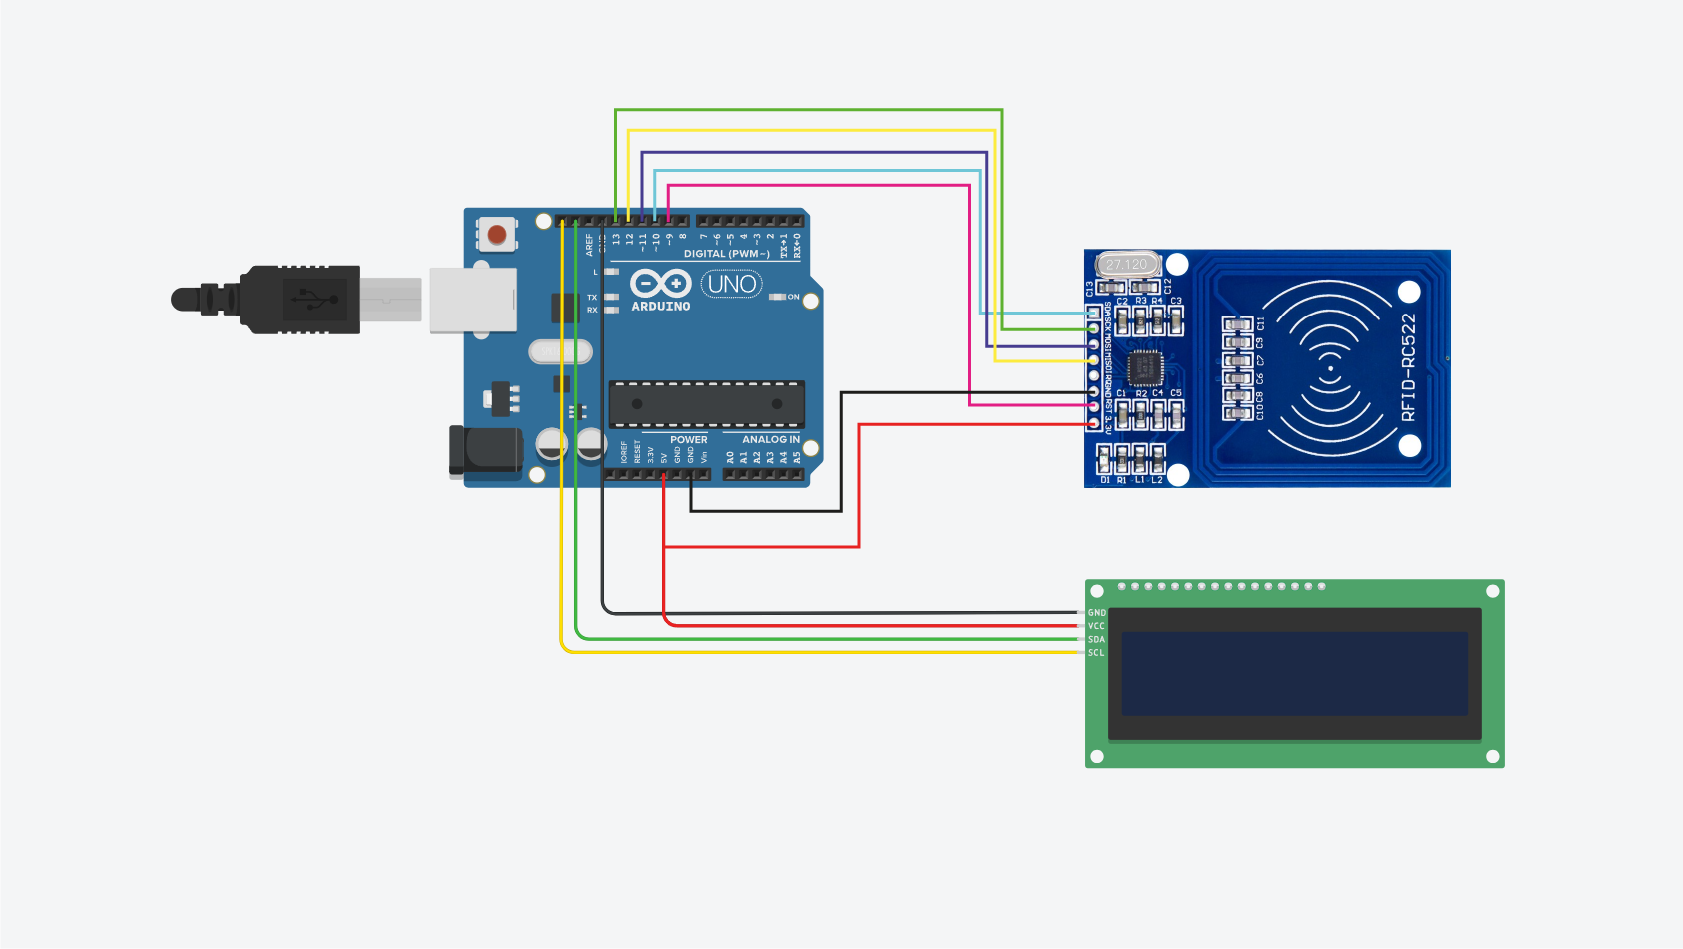 AREF
GND
13
12
~11
~10
~9
8
7
~6
~5
4
~3
2
TX→1
RX←0
DIGITAL (PWM~)
L
TX
RX
ARDUINO
UNO
ON
POWER
ANALOG IN
IOREF
RESET
3.3V
5V
GND
GND
Vin
A0
A1
A2
A3
A4
A5
27.120
C13
C12
C2
R3
R4
C3
SDA
SCK
MOSI
MISO
IRQ
GND
RST
3.3V
C1
R2
C4
C5
D1
R1
L1
L2
C11
C9
C7
C6
C8
C10
RFID-RC522
GND
VCC
SDA
SCL